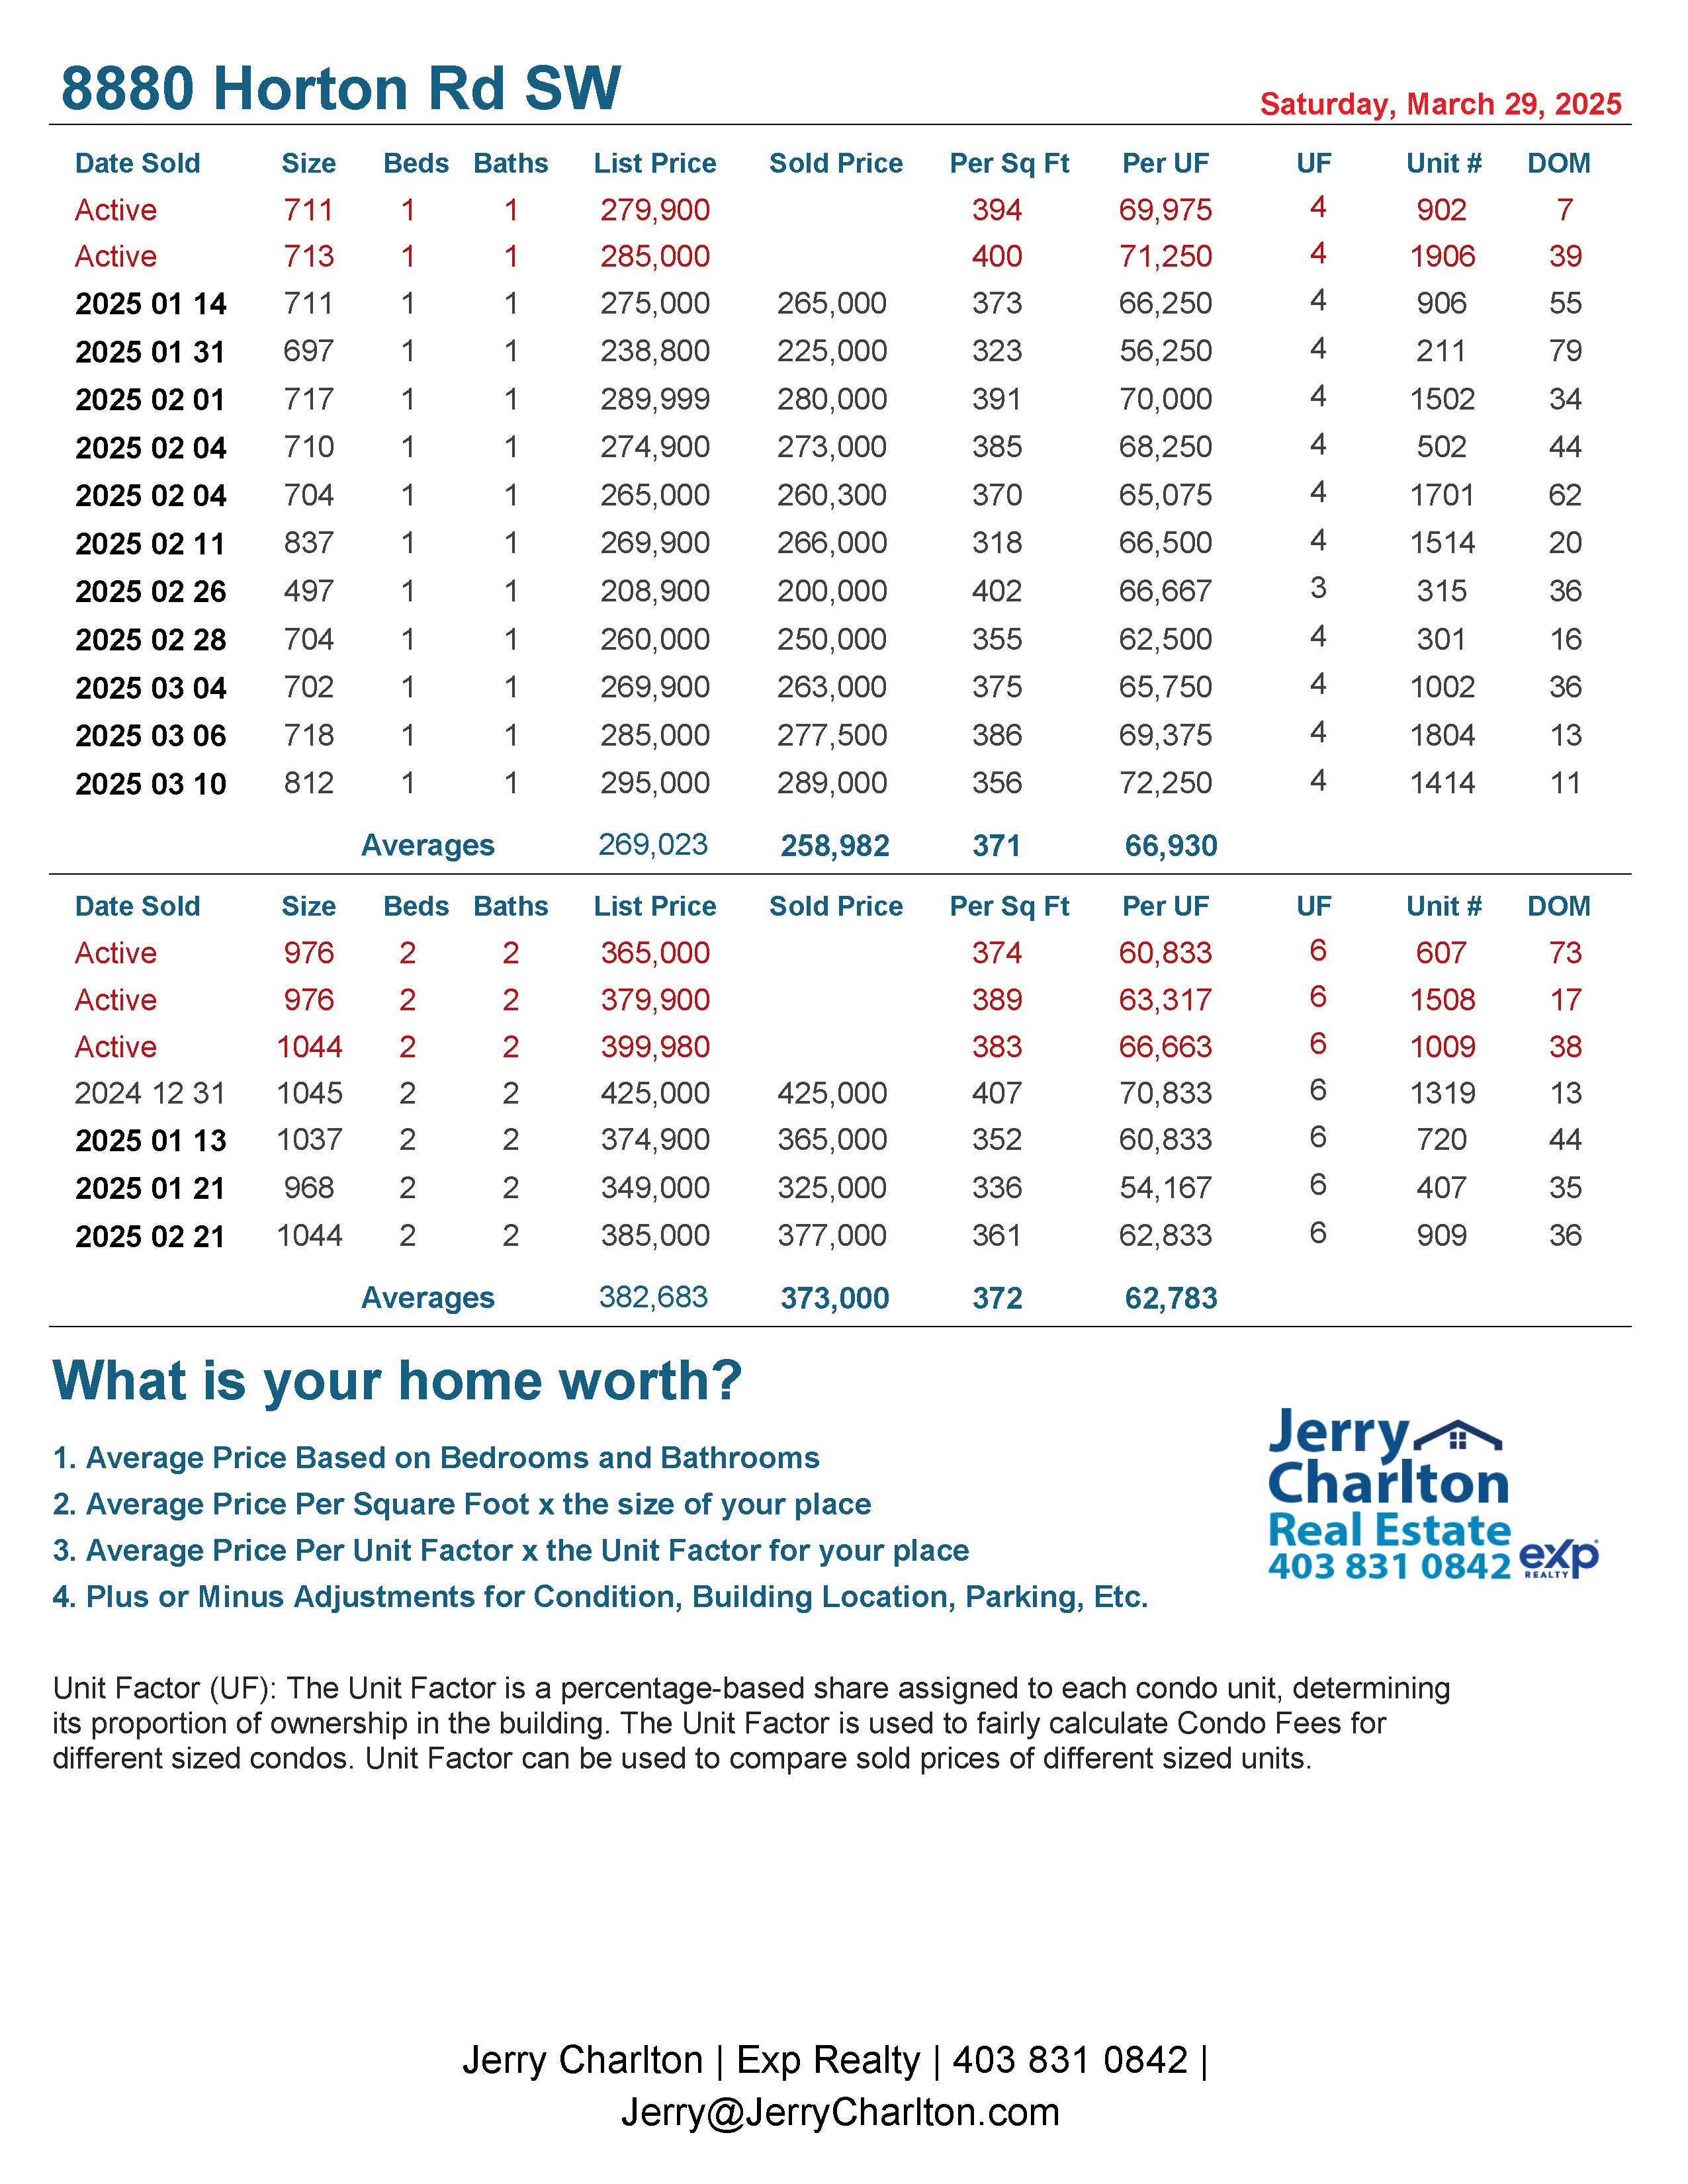 8880 Horton Rd SW
Saturday, March 29, 2025
Date Sold Size Beds Baths List Price Sold Price Per Sq Ft Per UF UF Unit # DOM
Active 711 1 1 279,900 394 69,975 4 902 7
Active 713 1 1 285,000 400 71,250 4 1906 39
2025 01 14 711 1 1 275,000 265,000 373 66,250 4 906 55
2025 01 31 697 1 1 238,800 225,000 323 56,250 4 211 79
2025 02 01 717 1 1 289,999 280,000 391 70,000 4 1502 34
2025 02 04 710 1 1 274,900 273,000 385 68,250 4 502 44
2025 02 04 704 1 1 265,000 260,300 370 65,075 4 1701 62
2025 02 11 837 1 1 269,900 266,000 318 66,500 4 1514 20
2025 02 26 497 1 1 208,900 200,000 402 66,667 3 315 36
2025 02 28 704 1 1 260,000 250,000 355 62,500 4 301 16
2025 03 04 702 1 1 269,900 263,000 375 65,750 4 1002 36
2025 03 06 718 1 1 285,000 277,500 386 69,375 4 1804 13
2025 03 10 812 1 1 295,000 289,000 356 72,250 4 1414 11
Averages 269,023 258,982 371 66,930
Date Sold Size Beds Baths List Price Sold Price Per Sq Ft Per UF UF Unit # DOM
Active 976 2 2 365,000 374 60,833 6 607 73
Active 976 2 2 379,900 389 63,317 6 1508 17
Active 1044 2 2 399,980 383 66,663 6 1009 38
2024 12 31 1045 2 2 425,000 425,000 407 70,833 6 1319 13
2025 01 13 1037 2 2 374,900 365,000 352 60,833 6 720 44
2025 01 21 968 2 2 349,000 325,000 336 54,167 6 407 35
2025 02 21 1044 2 2 385,000 377,000 361 62,833 6 909 36
Averages 382,683 373,000 372 62,783
What is your home worth?
1. Average Price Based on Bedrooms and Bathrooms
2. Average Price Per Square Foot x the size of your place
3. Average Price Per Unit Factor x the Unit Factor for your place
4. Plus or Minus Adjustments for Condition, Building Location, Parking, Etc.
Jerry
Charlton
Real Estate
403 831 0842
exp
REALTY
Unit Factor (UF): The Unit Factor is a percentage-based share assigned to each condo unit, determining
its proportion of ownership in the building. The Unit Factor is used to fairly calculate Condo Fees for
different sized condos. Unit Factor can be used to compare sold prices of different sized units.
Jerry Charlton | Exp Realty | 403 831 0842 |
Jerry@JerryCharlton.com